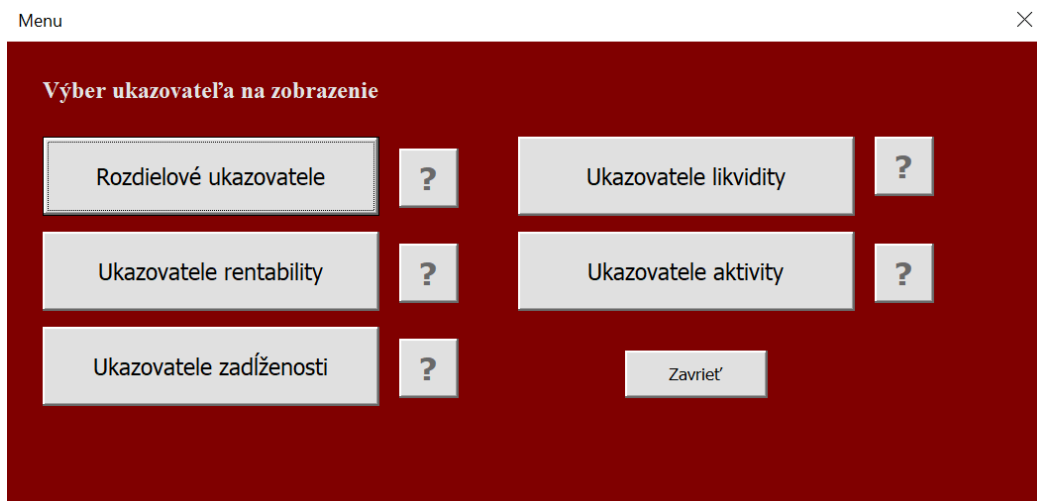 Menu
Výber ukazovateľa na zobrazenie
Rozdielové ukazovatele
?
Ukazovatele likvidity
?
Ukazovatele rentability
?
Ukazovatele aktivity
?
Ukazovatele zadĺženosti
?
Zavrieť